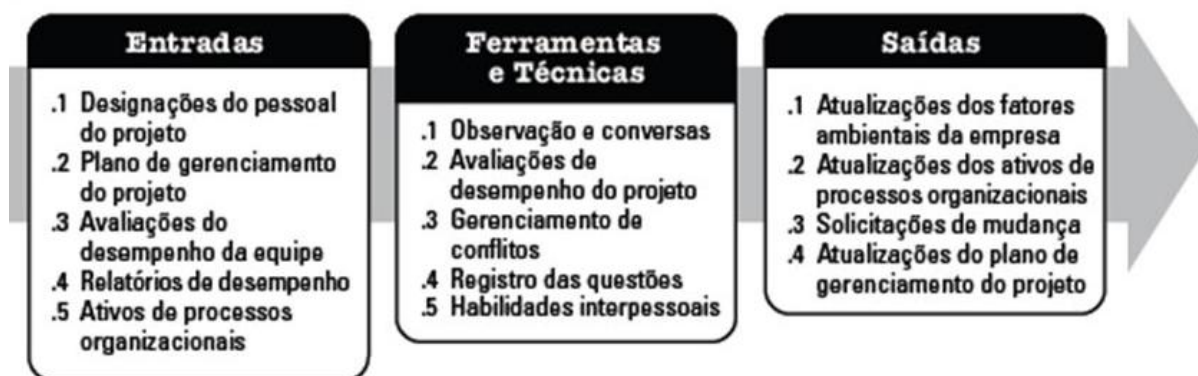 Entradas
.1 Designações do pessoal
do projeto
.2 Plano de gerenciamento
do projeto
.3 Avaliações do
desempenho da equipe
.4 Relatórios de desempenho
.5 Ativos de processos
organizacionais
Ferramentas
e Técnicas
.1 Observação e conversas
.2 Avaliações de
desempenho do projeto
.3 Gerenciamento de
conflitos
.4 Registro das questões
.5 Habilidades interpessoais
Saídas
.1 Atualizações dos fatores
ambientais da empresa
.2 Atualizações dos ativos de
processos organizacionais
.3 Solicitações de mudança
.4 Atualizações do plano de
gerenciamento do projeto